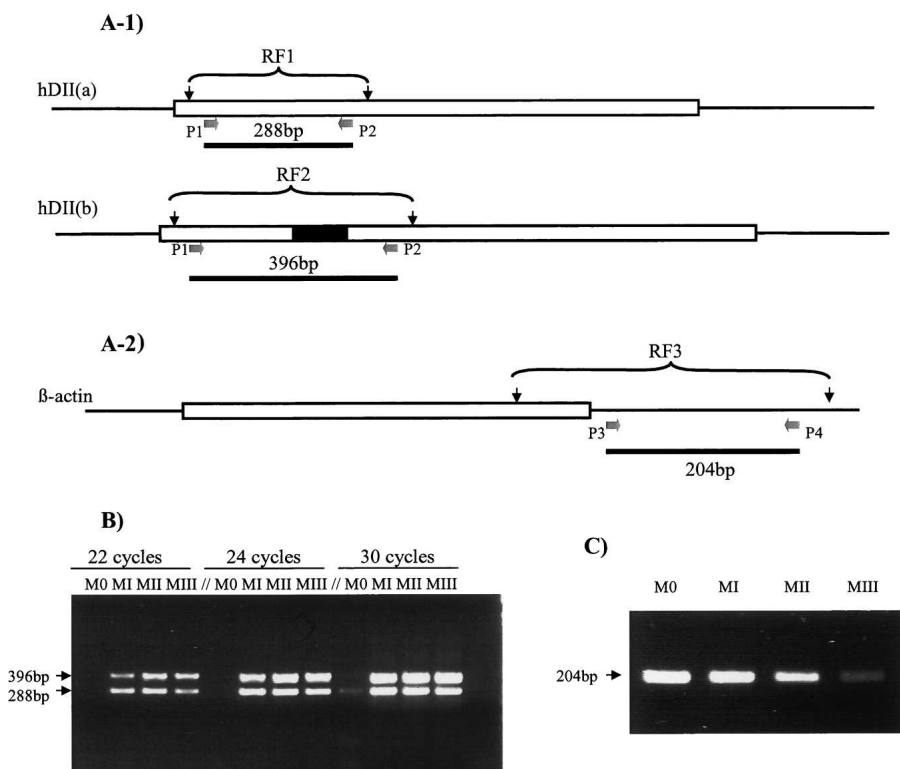 A-1)
RF1
hDII(a)
P1 288bp P2
RF2
hDII(b)
P1 P2
396bp
A-2)
RF3
ß-actin
P3 P4
204bp
B)
22 cycles 24 cycles 30 cycles
M0 MI MII MIII // M0 MI MII MIII // M0 MI MII MIII
396bp
288bp
C)
M0 MI MII MIII
204bp